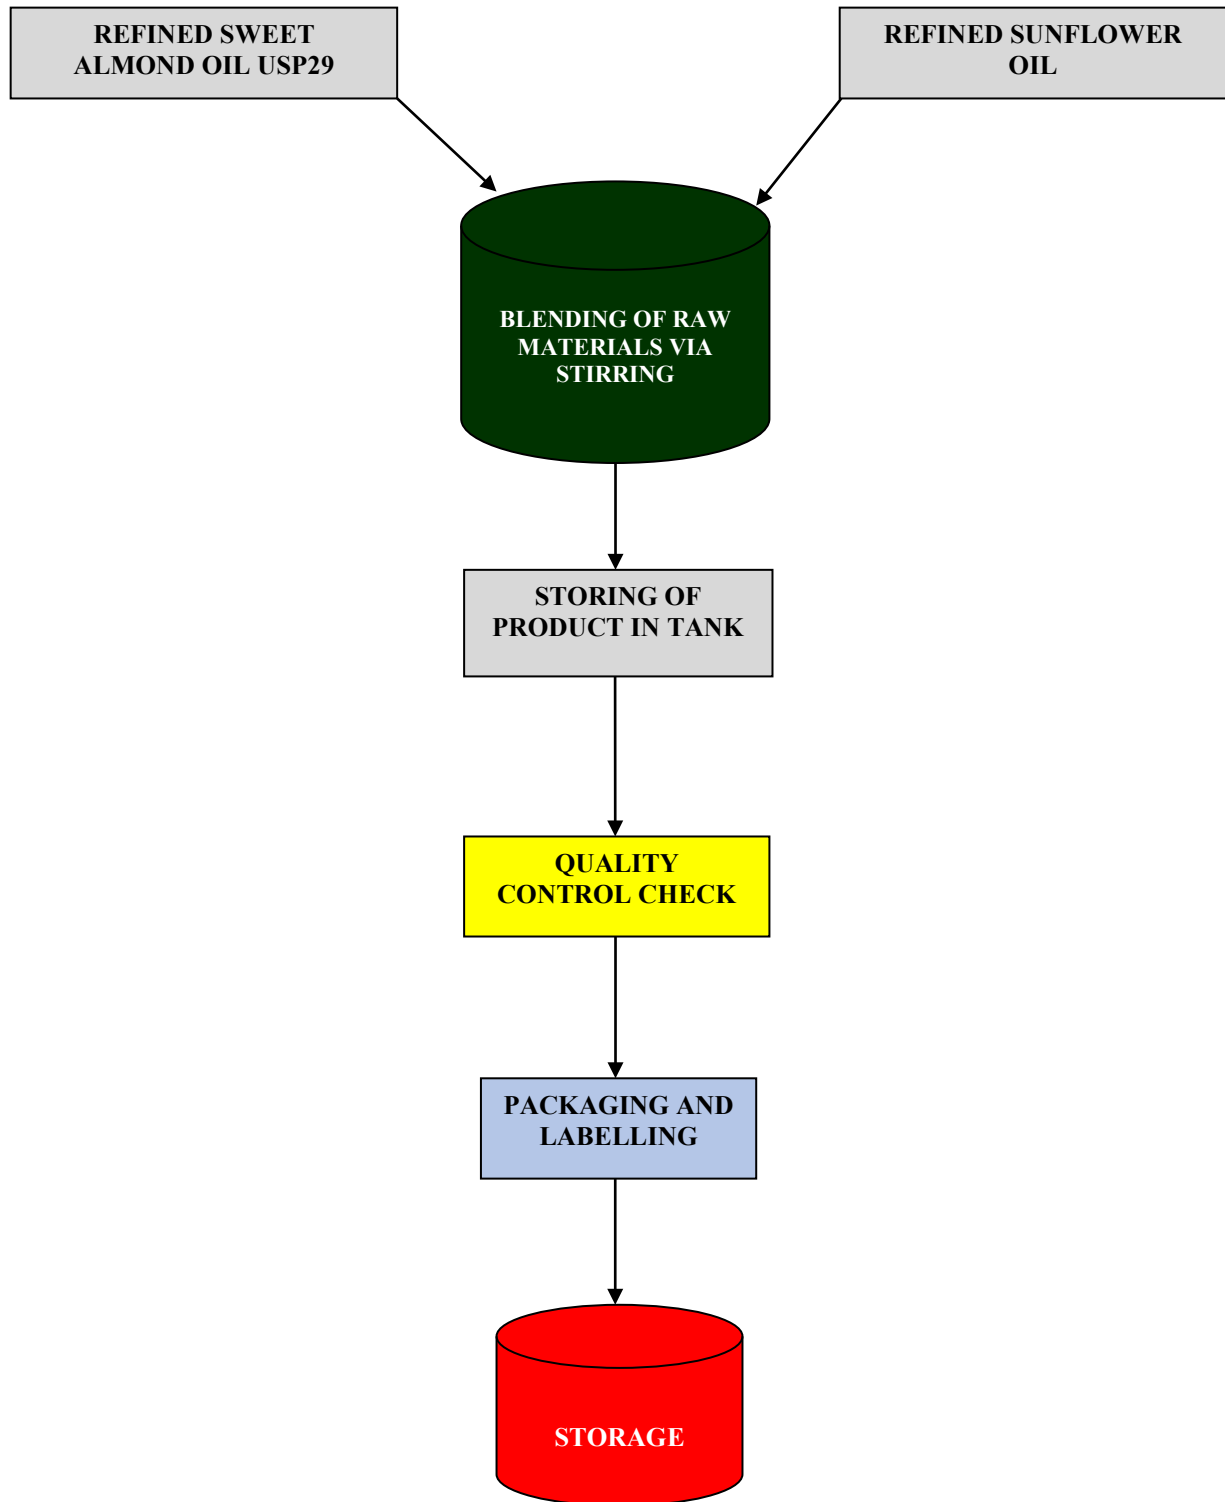 REFINED SWEET
ALMOND OIL USP29
REFINED SUNFLOWER
OIL
BLENDING OF RAW
MATERIALS VIA
STIRRING
STORING OF
PRODUCT IN TANK
QUALITY
CONTROL CHECK
PACKAGING AND
LABELLING
STORAGE